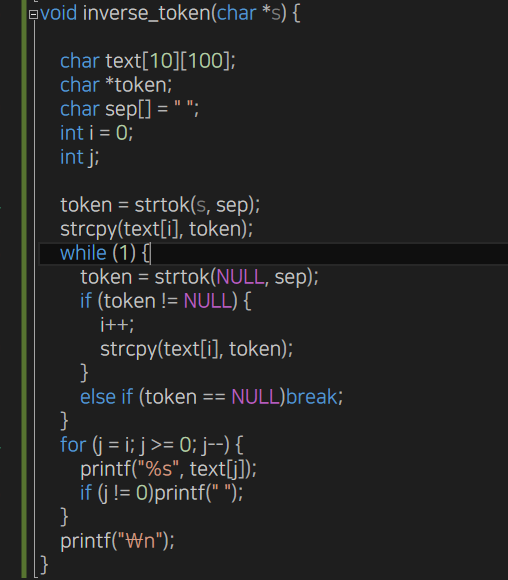 void inverse_token(char *s) {
char text[10][100];
char *token;
char sep[] = " ";
int i = 0;
int j;
token = strtok(s, sep);
strcpy(text[i], token);
while (1) {
token = strtok(NULL, sep);
if (token != NULL) {
i++;
strcpy(text[i], token);
}
else if (token == NULL)break;
}
for (j = i; j >= 0; j--) {
printf("%s", text[j]);
if (j != 0)printf(" ");
}
printf("₩n");
}